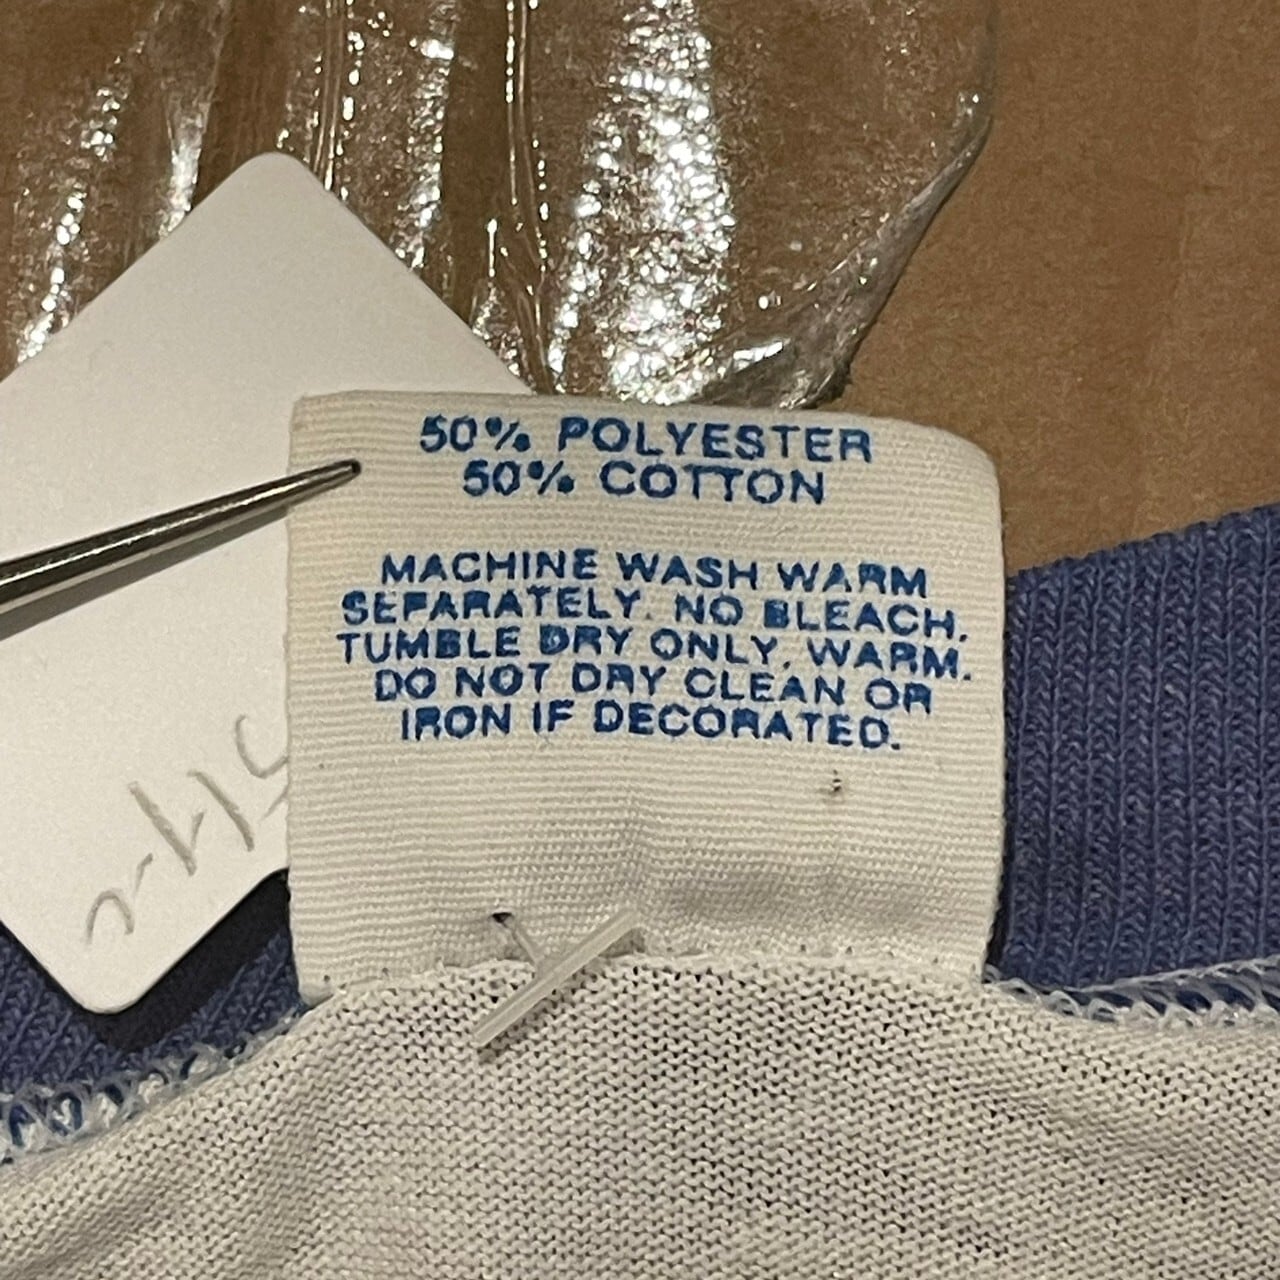 50% POLYESTER
50% COTTON
MACHINE WASH WARM
SEPARATELY. NO BLEACH.
TUMBLE DRY ONLY, WARM.
DO NOT DRY CLEAN OR
IRON IF DECORATED.